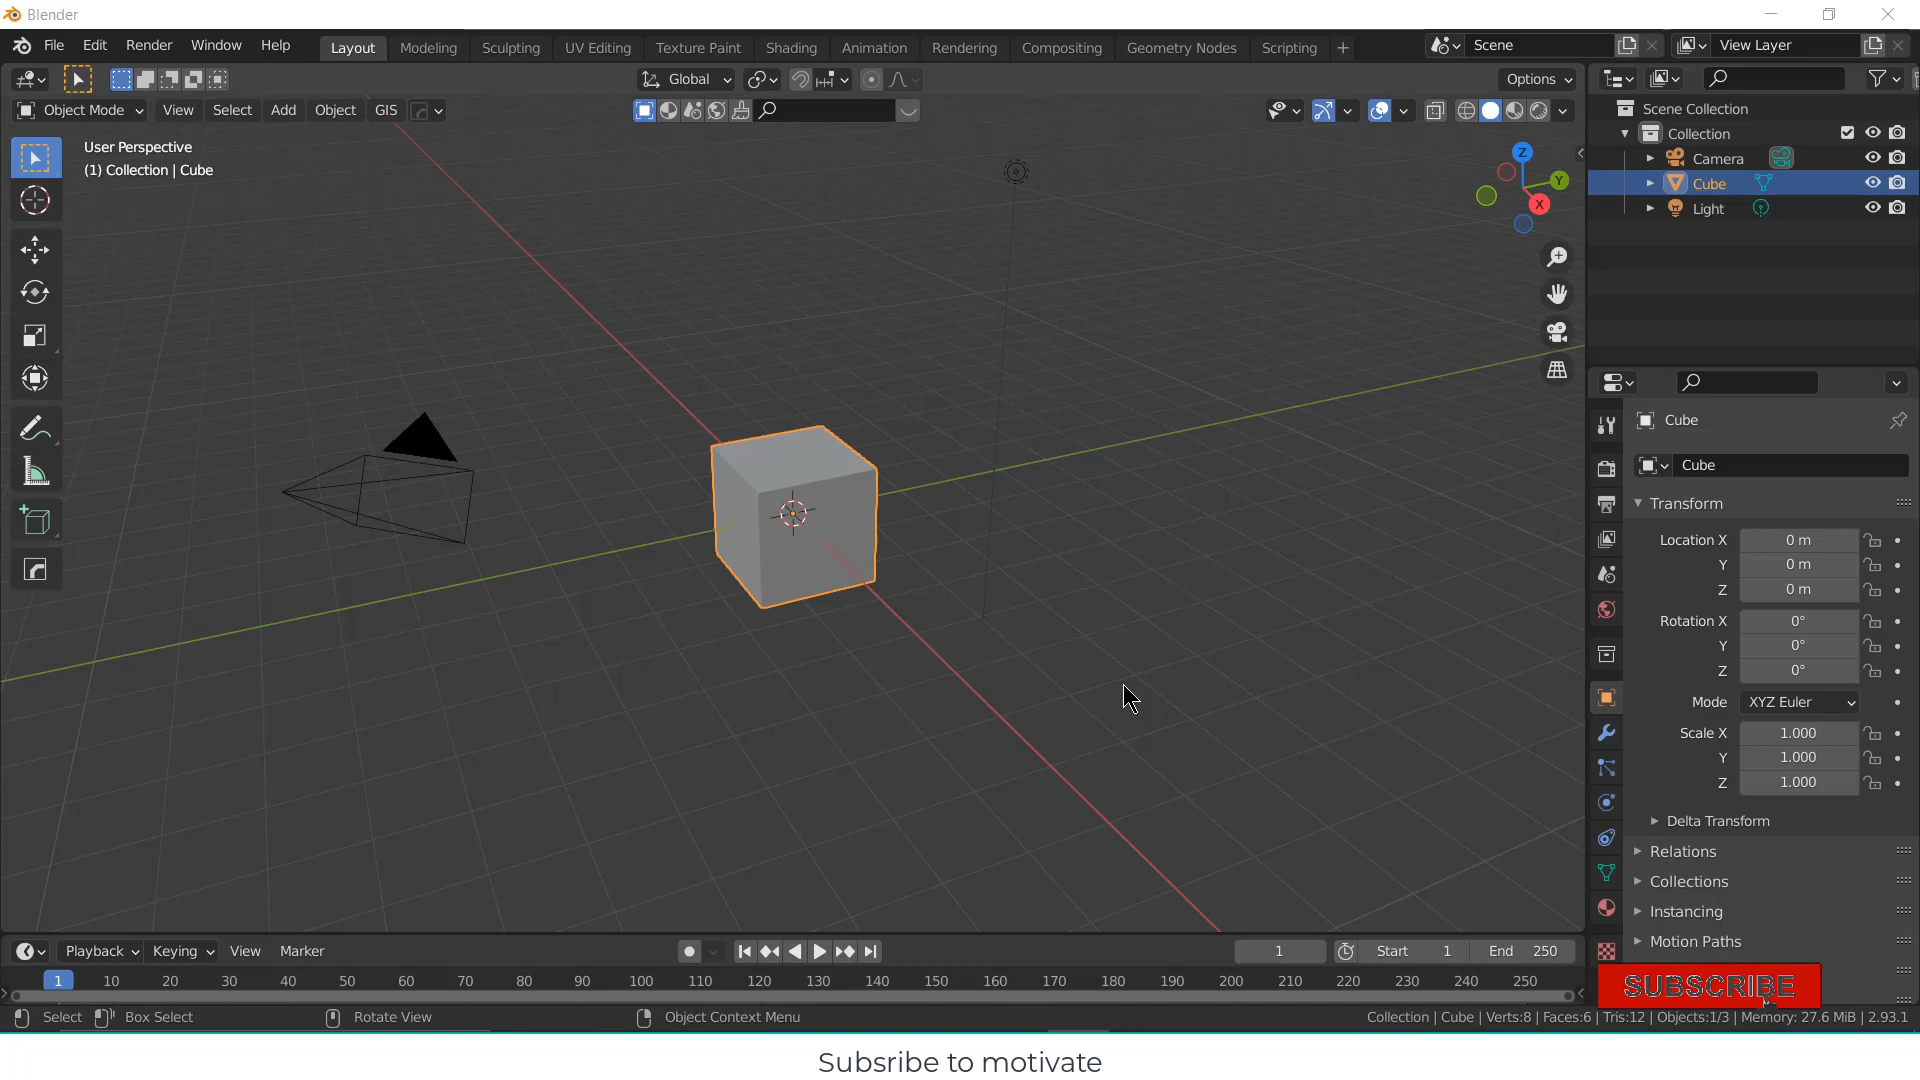 Blender
File Edit Render Window Help Layout Modeling Sculpting UV Editing Texture Paint Shading Animation Rendering Compositing Geometry Nodes Scripting + Scene View Layer
Global Options
Object Mode View Select Add Object GIS
User Perspective
(1) Collection | Cube
Z
Y
X
Scene Collection
Collection
Camera
Cube
Light
Cube
Cube
Transform
Location X 0 m
Y 0 m
Z 0 m
Rotation X 0°
Y 0°
Z 0°
Mode XYZ Euler
Scale X 1.000
Y 1.000
Z 1.000
Delta Transform
Relations
Collections
Instancing
Motion Paths
Playback Keying View Marker 1 Start 1 End 250
1 10 20 30 40 50 60 70 80 90 100 110 120 130 140 150 160 170 180 190 200 210 220 230 240 250
SUBSCRIBE
Select Box Select Rotate View Object Context Menu Collection | Cube | Verts:8 | Faces:6 | Tris:12 | Objects:1/3 | Memory: 27.6 MiB | 2.93.1
Subsribe to motivate